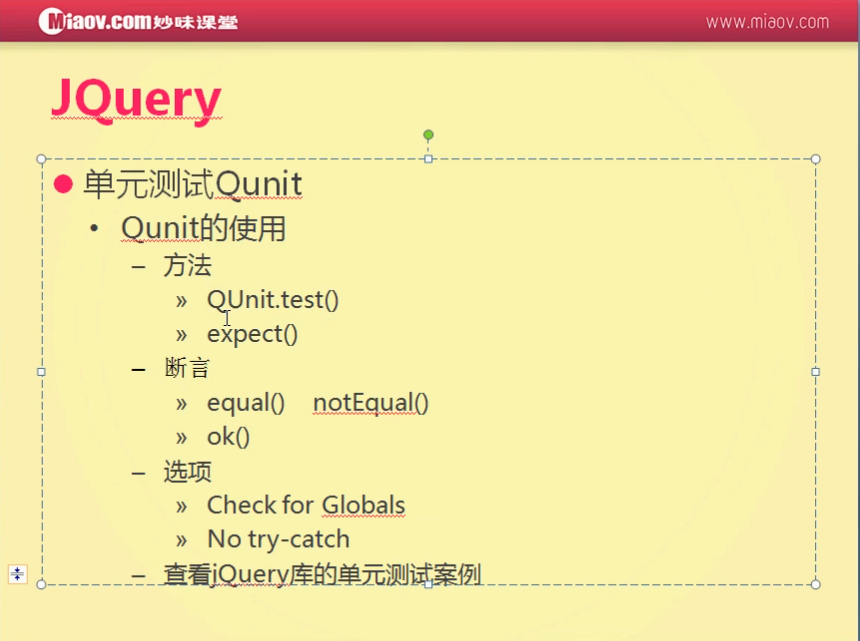 Miaov.com妙味课堂 www.miaov.com
JQuery
单元测试Qunit
• Qunit的使用
– 方法
» QUnit.test()
» expect()
– 断言
» equal() notEqual()
» ok()
– 选项
» Check for Globals
» No try-catch
– 查看jQuery库的单元测试案例